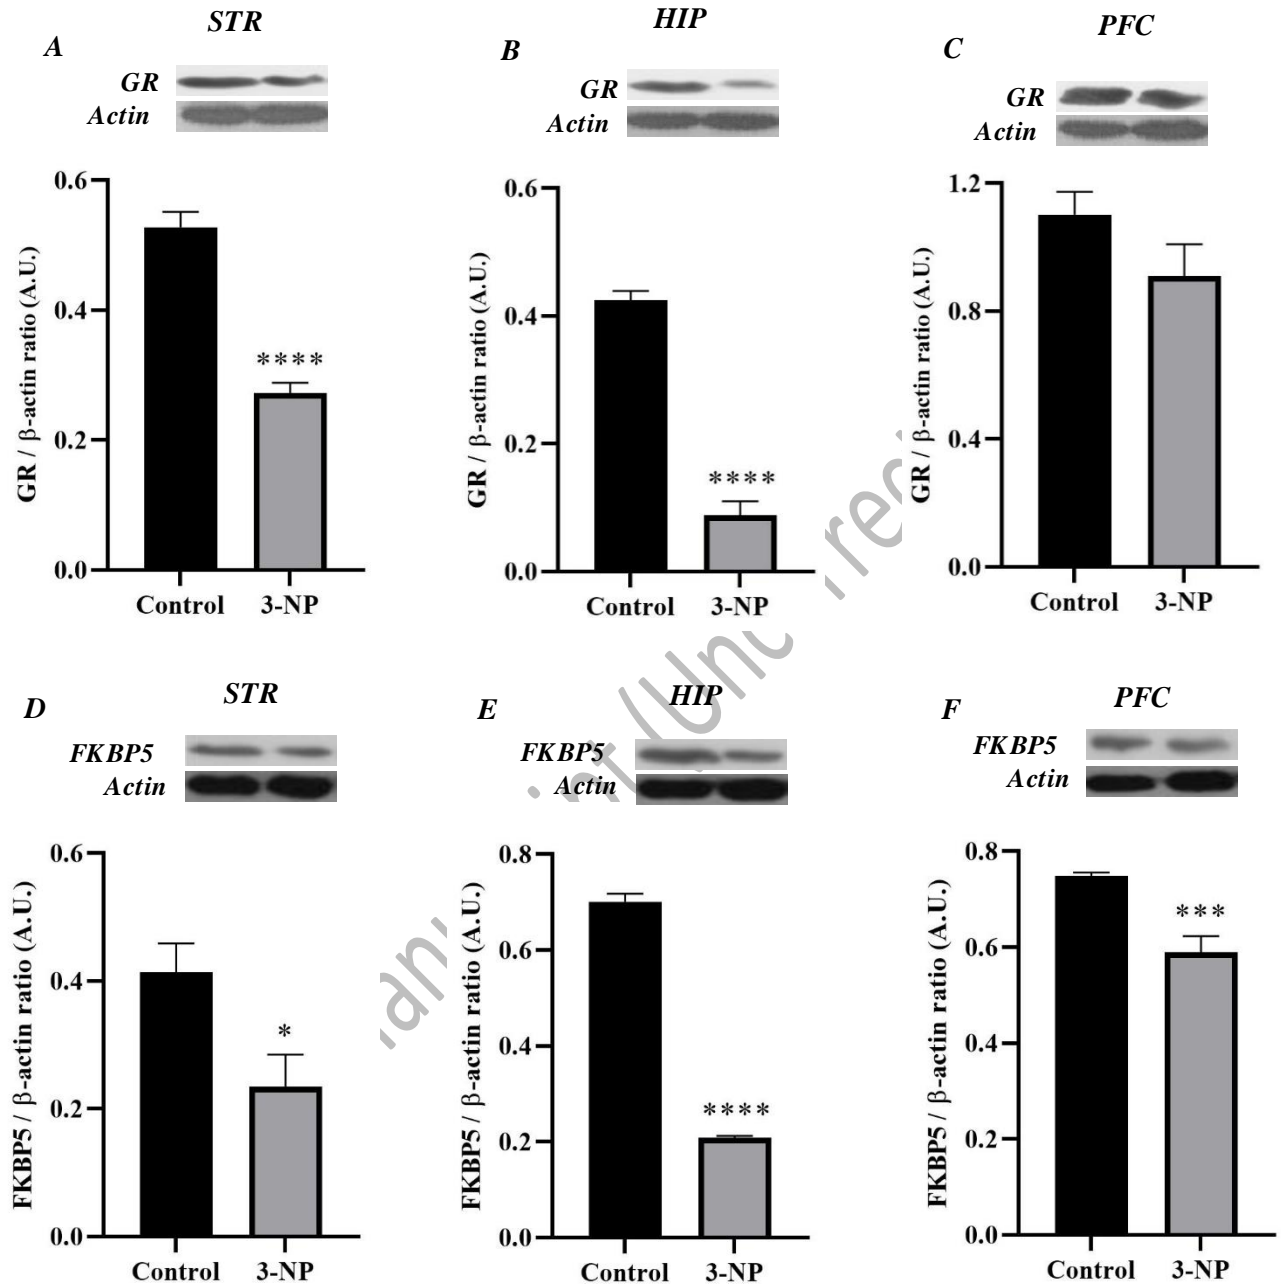 STR
A
GR
Actin
0.6
0.4
0.2
0.0
GR / β-actin ratio (A.U.)
****
Control 3-NP
HIP
B
GR
Actin
0.6
0.4
0.2
0.0
GR / β-actin ratio (A.U.)
****
Control 3-NP
PFC
C
GR
Actin
1.2
0.8
0.4
0.0
GR / β-actin ratio (A.U.)
Control 3-NP
STR
D
FKBP5
Actin
0.6
0.4
0.2
0.0
FKBP5 / β-actin ratio (A.U.)
*
Control 3-NP
HIP
E
FKBP5
Actin
0.8
0.6
0.4
0.2
0.0
FKBP5 / β-actin ratio (A.U.)
****
Control 3-NP
PFC
F
FKBP5
Actin
0.8
0.6
0.4
0.2
0.0
FKBP5 / β-actin ratio (A.U.)
***
Control 3-NP